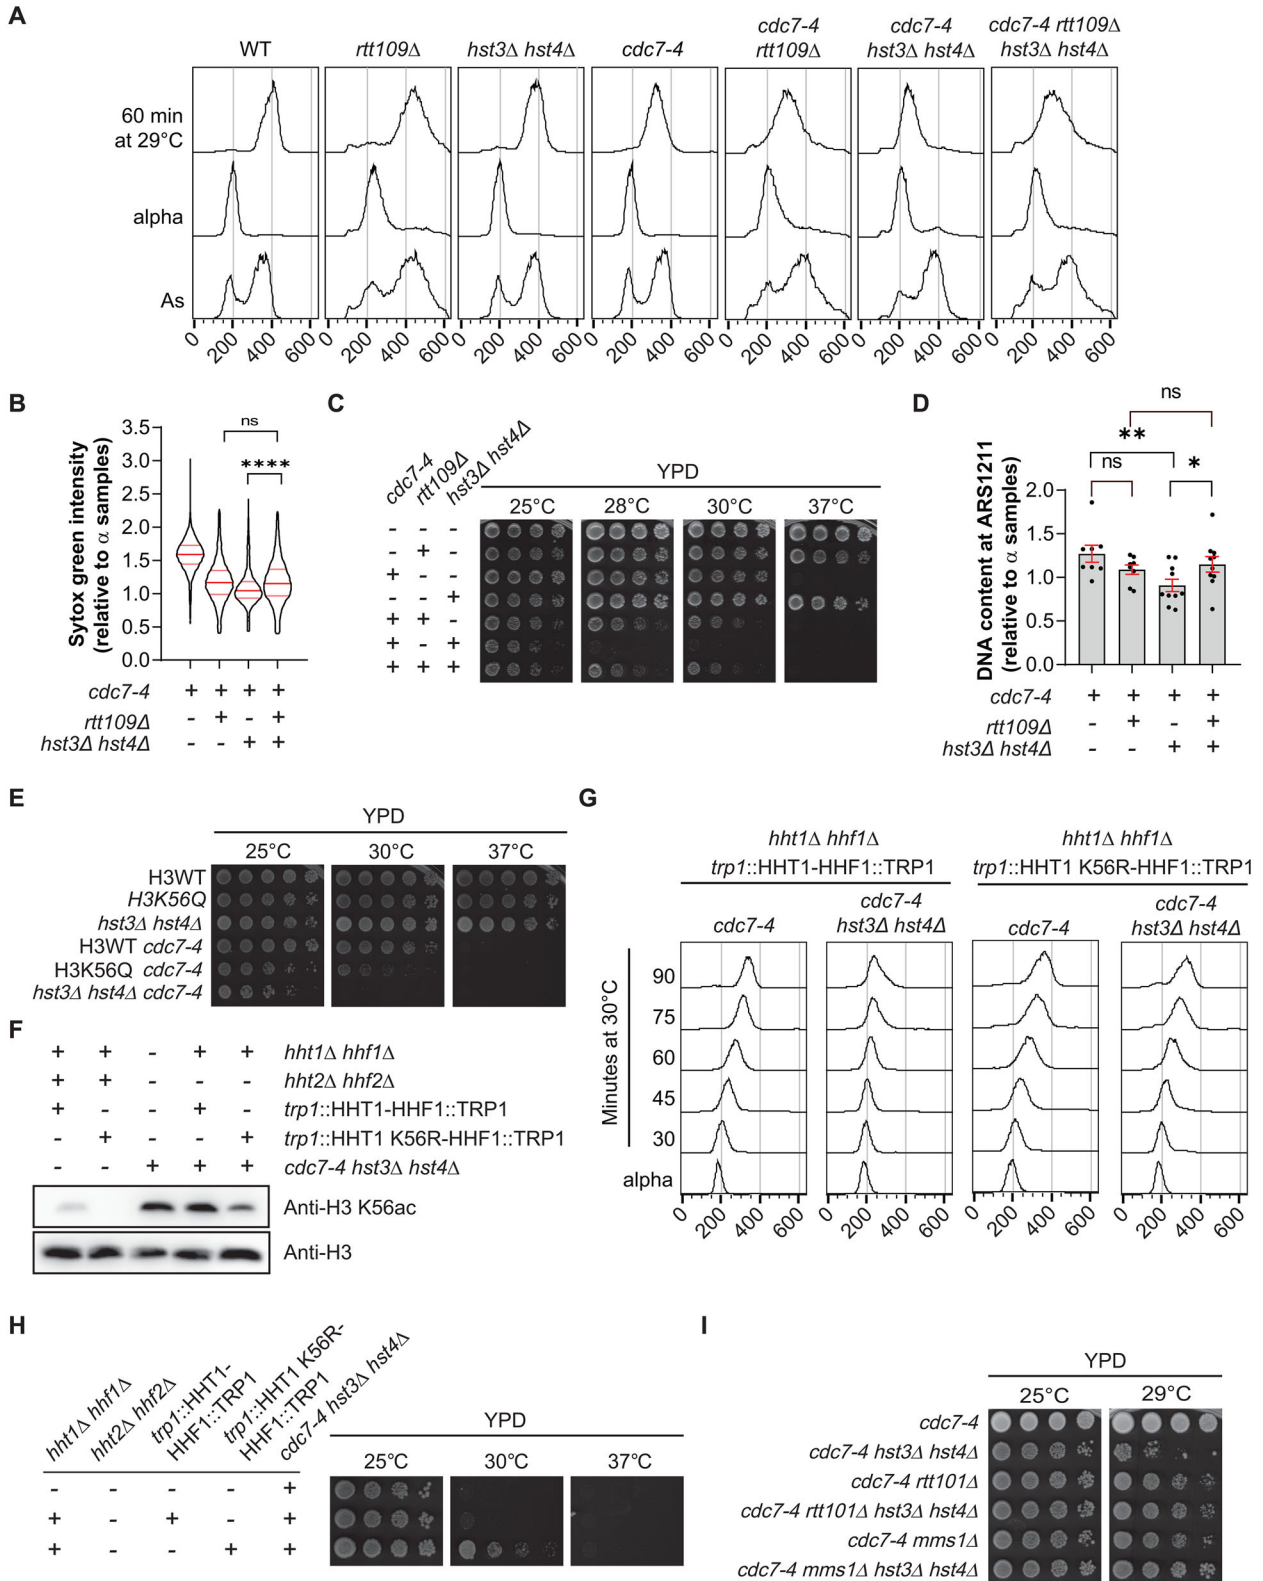 A
WT
rtt109Δ
hst3Δ hst4Δ
cdc7-4
cdc7-4
rtt109Δ
cdc7-4
hst3Δ hst4Δ
cdc7-4 rtt109Δ
hst3Δ hst4Δ
60 min
at 29°C
alpha
As
0 200 400 600 0 200 400 600 0 200 400 600 0 200 400 600 0 200 400 600 0 200 400 600 0 200 400 600
B
Sytox green intensity
(relative to α samples)
3.5
3.0
2.5
2.0
1.5
1.0
0.5
0.0
ns
****
cdc7-4 + + + +
rtt109Δ - + - +
hst3Δ hst4Δ - - + +
C
cdc7-4
rtt109Δ
hst3Δ hst4Δ
YPD
25°C 28°C 30°C 37°C
- - -
- + -
+ - -
- - +
+ + -
+ - +
+ + +
D
DNA content at ARS1211
(relative to α samples)
2.0
1.5
1.0
0.5
0.0
ns
**
ns
*
cdc7-4 + + + +
rtt109Δ - + - +
hst3Δ hst4Δ - - + +
E
YPD
25°C 30°C 37°C
H3WT
H3K56Q
hst3Δ hst4Δ
H3WT cdc7-4
H3K56Q cdc7-4
hst3Δ hst4Δ cdc7-4
F
+ + - + + hht1Δ hhf1Δ
+ + - - - hht2Δ hhf2Δ
+ - - + - trp1::HHT1-HHF1::TRP1
- + - - + trp1::HHT1 K56R-HHF1::TRP1
- - + + + cdc7-4 hst3Δ hst4Δ
Anti-H3 K56ac
Anti-H3
G
hht1Δ hhf1Δ
trp1::HHT1-HHF1::TRP1
hht1Δ hhf1Δ
trp1::HHT1 K56R-HHF1::TRP1
cdc7-4
cdc7-4
hst3Δ hst4Δ
cdc7-4
cdc7-4
hst3Δ hst4Δ
Minutes at 30°C
90
75
60
45
30
alpha
0 200 400 600 0 200 400 600 0 200 400 600 0 200 400 600
H
hht1Δ hhf1Δ
hht2Δ hhf2Δ
trp1::HHT1-
HHF1::TRP1
trp1::HHT1 K56R-
HHF1::TRP1
cdc7-4 hst3Δ hst4Δ
YPD
25°C 30°C 37°C
- - - - +
+ - + - +
+ - - + +
I
YPD
25°C 29°C
cdc7-4
cdc7-4 hst3Δ hst4Δ
cdc7-4 rtt101Δ
cdc7-4 rtt101Δ hst3Δ hst4Δ
cdc7-4 mms1Δ
cdc7-4 mms1Δ hst3Δ hst4Δ